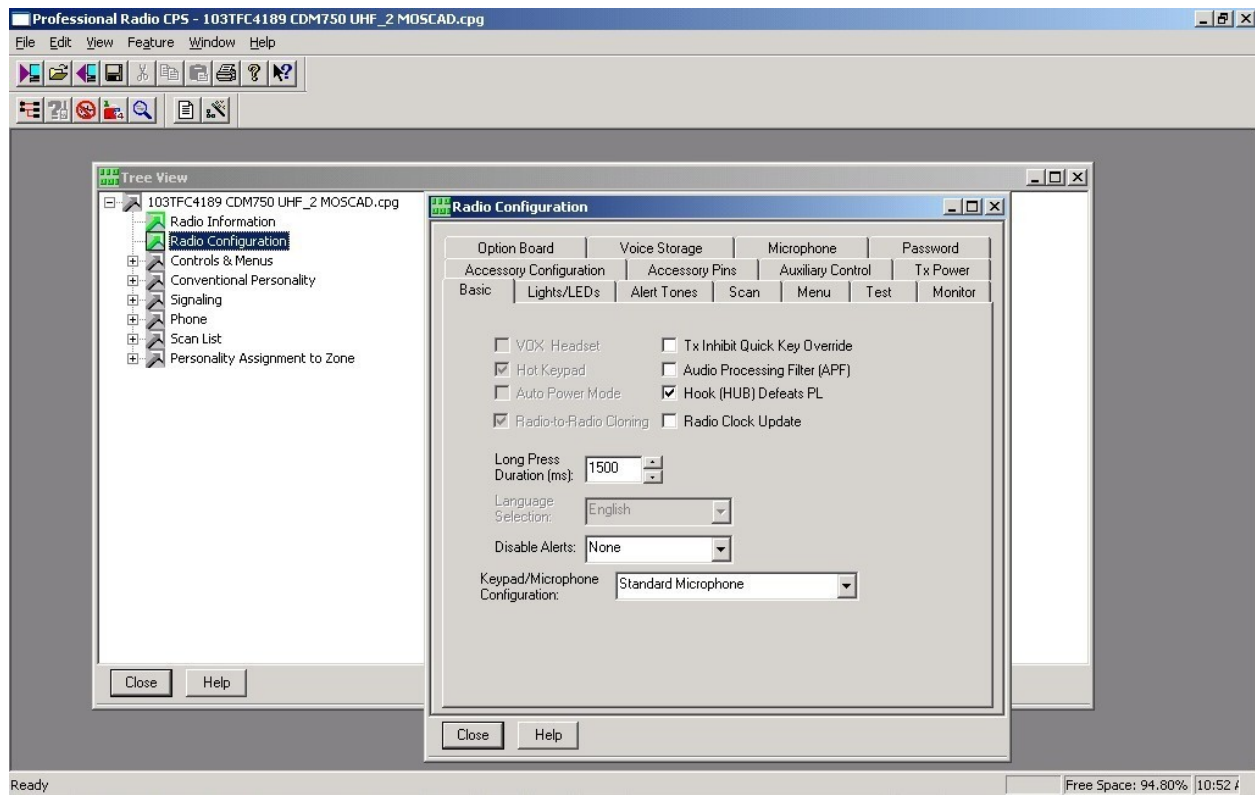 Professional Radio CPS - 103TFC4189 CDM750 UHF_2 MOSCAD.cpg
File Edit View Feature Window Help
Tree View
103TFC4189 CDM750 UHF_2 MOSCAD.cpg
Radio Information
Radio Configuration
Controls & Menus
Conventional Personality
Signaling
Phone
Scan List
Personality Assignment to Zone
Close Help
Radio Configuration
Option Board Voice Storage Microphone Password
Accessory Configuration Accessory Pins Auxiliary Control Tx Power
Basic Lights/LEDs Alert Tones Scan Menu Test Monitor
VOX Headset Tx Inhibit Quick Key Override
Hot Keypad Audio Processing Filter (APF)
Auto Power Mode Hook (HUB) Defeats PL
Radio-to-Radio Cloning Radio Clock Update
Long Press
Duration (ms): 1500
Language
Selection: English
Disable Alerts: None
Keypad/Microphone
Configuration: Standard Microphone
Close Help
Ready Free Space: 94.80% 10:52